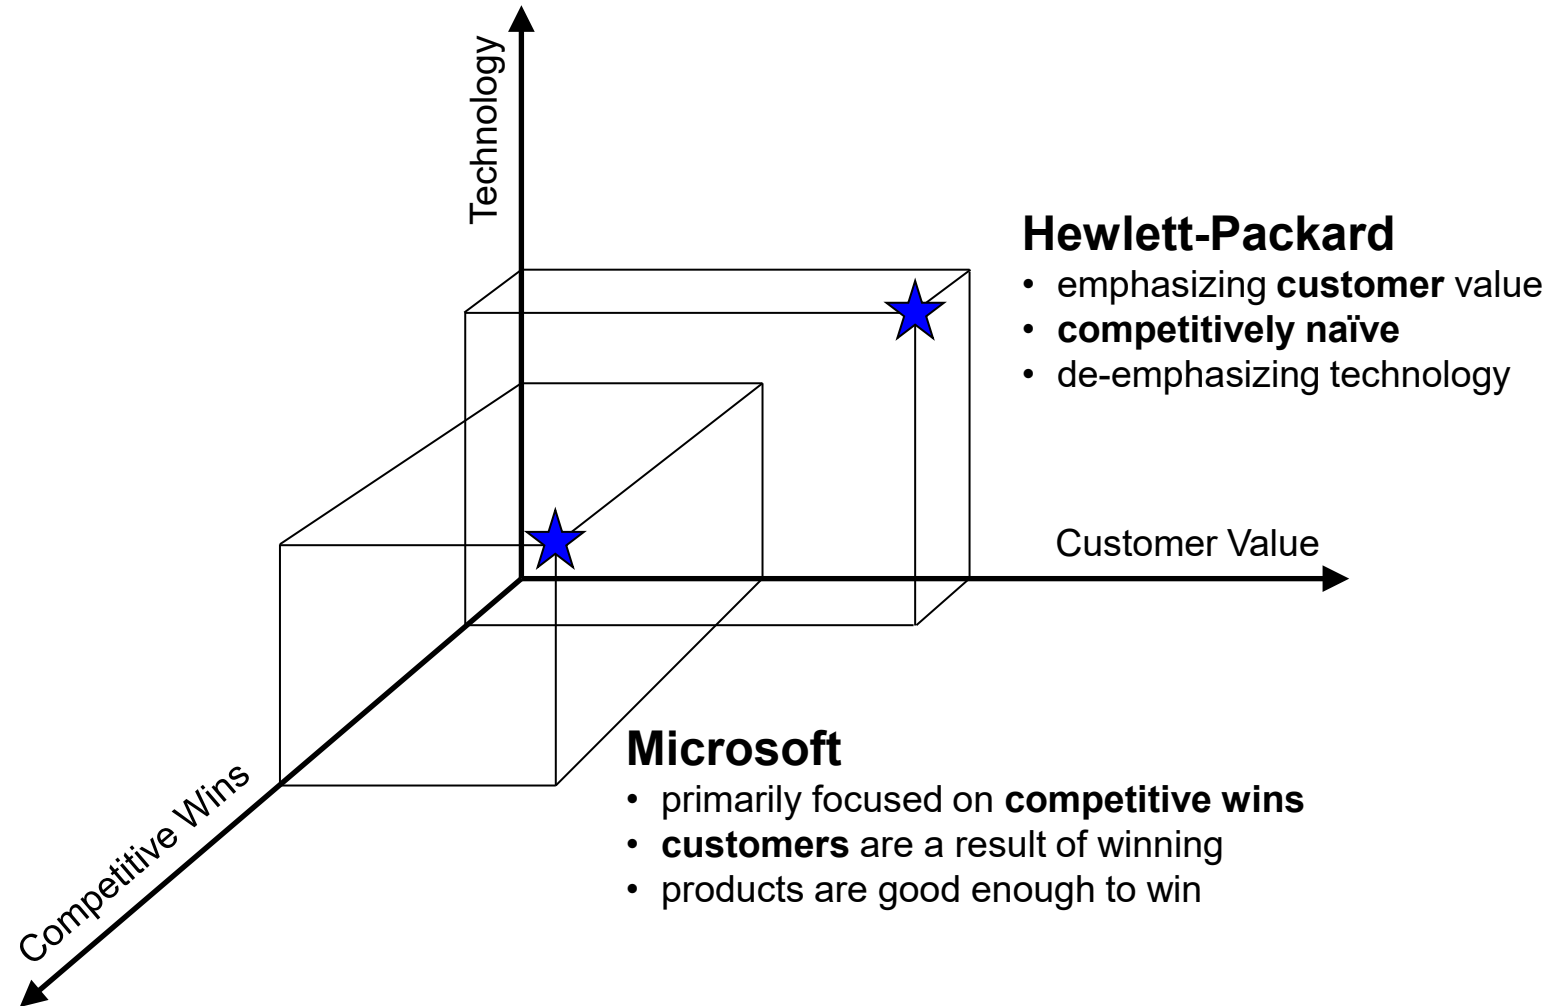 Technology
Hewlett-Packard
• emphasizing customer value
• competitively naïve
• de-emphasizing technology
Customer Value
Microsoft
• primarily focused on competitive wins
• customers are a result of winning
• products are good enough to win
Competitive Wins